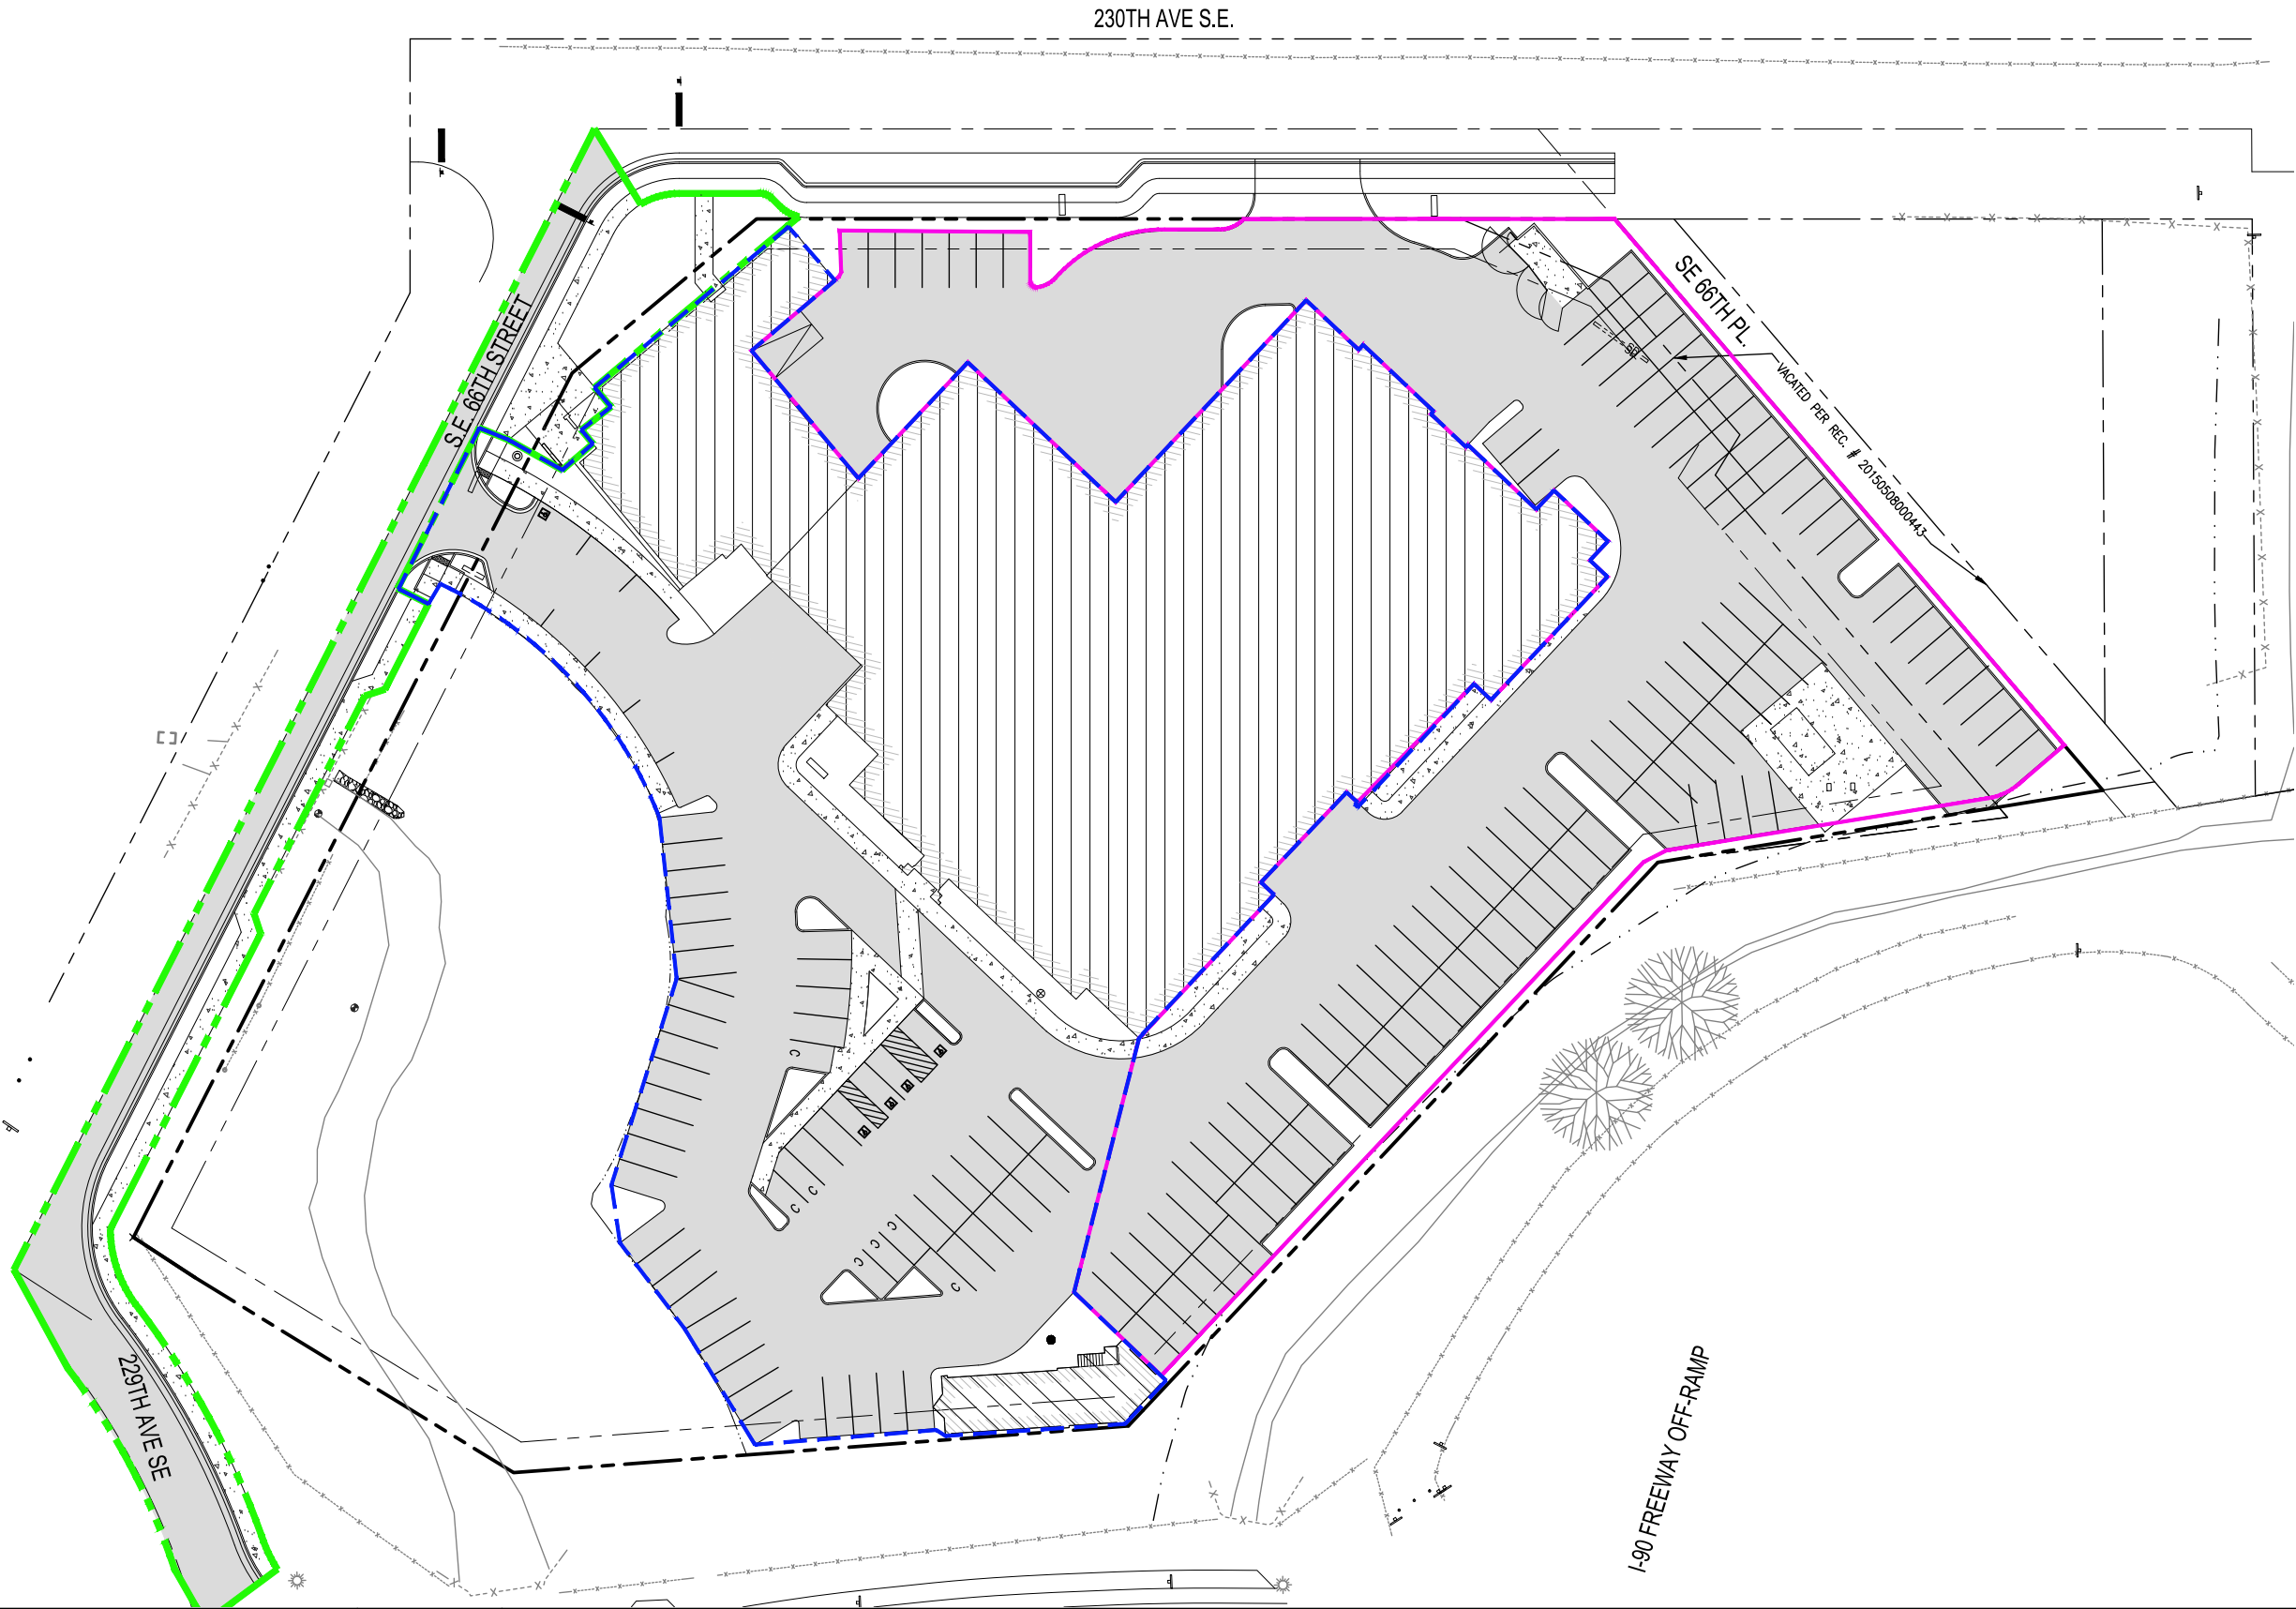 230TH AVE S.E.
S.E. 66TH STREET
SE 66TH PL.
VACATED PER REC. # 20150508000443
C
C
C
C
C
C
C
229TH AVE SE
I-90 FREEWAY OFF-RAMP